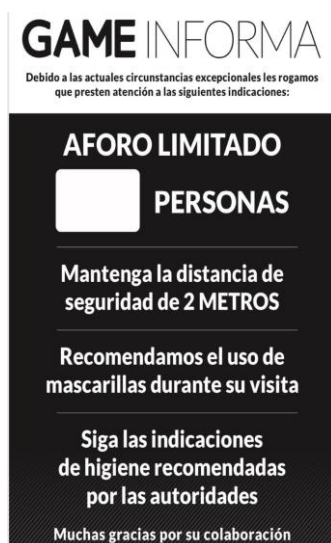 GAME INFORMA
Debido a las actuales circunstancias excepcionales les rogamos
que presten atención a las siguientes indicaciones:
AFORO LIMITADO
PERSONAS
Mantenga la distancia de
seguridad de 2 METROS
Recomendamos el uso de
mascarillas durante su visita
Siga las indicaciones
de higiene recomendadas
por las autoridades
Muchas gracias por su colaboración